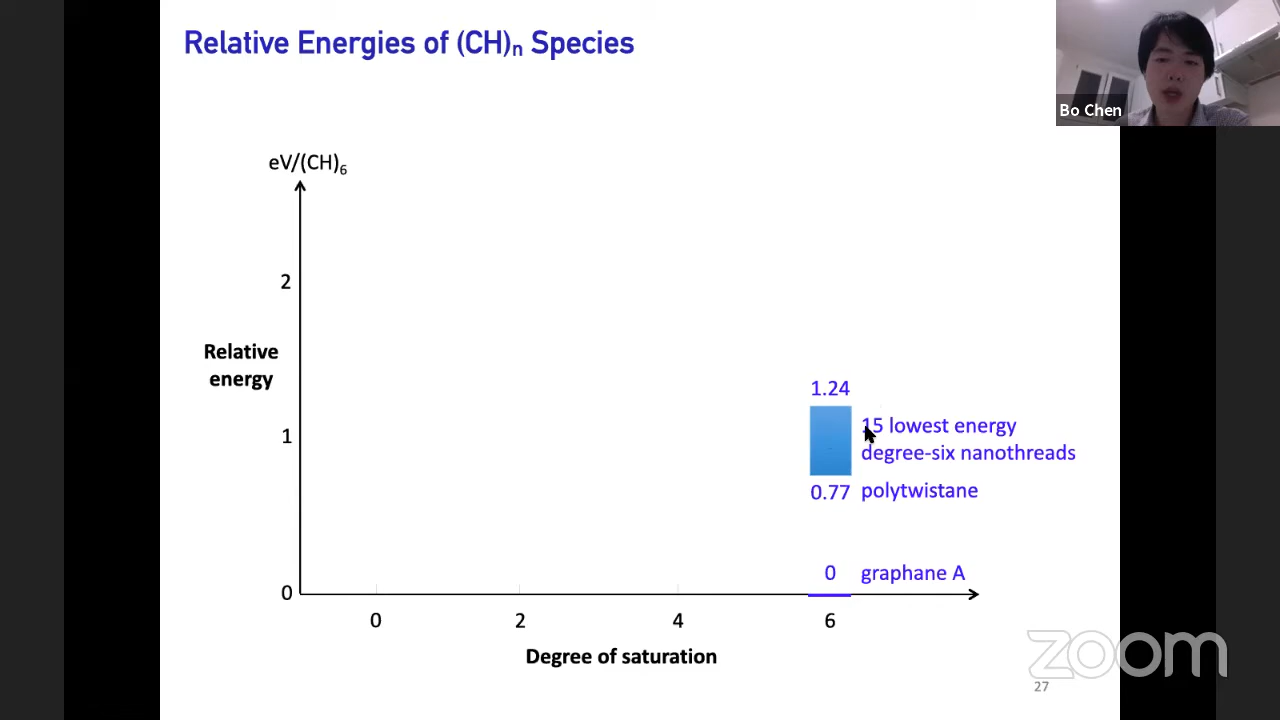 Relative Energies of (CH)n Species
Bo Chen
eV/(CH)6
2
Relative
energy
1
0
1.24
15 lowest energy
degree-six nanothreads
0.77 polytwistane
0 graphane A
0 2 4 6
Degree of saturation
zoom
27